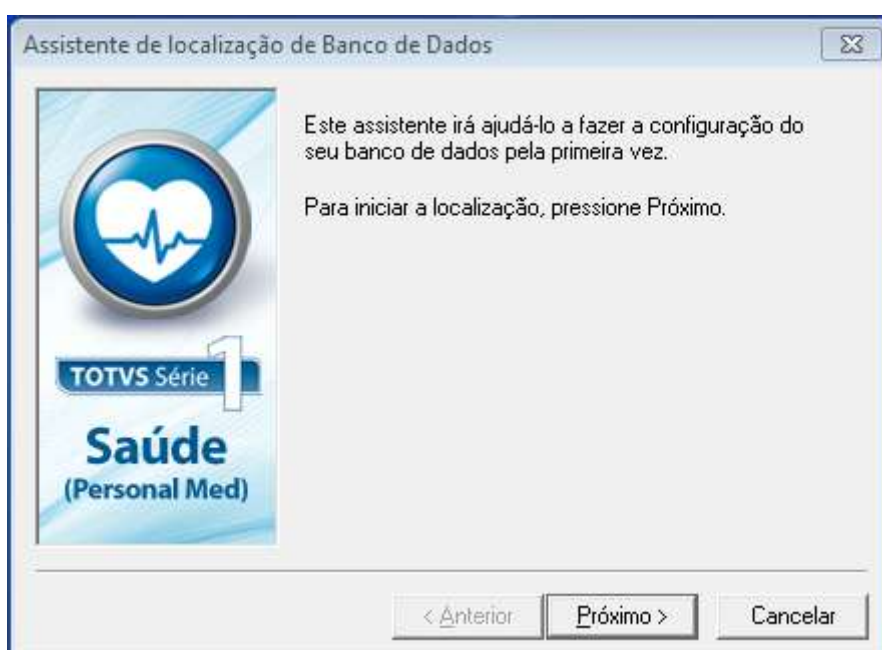 Assistente de localização de Banco de Dados
Este assistente irá ajudá-lo a fazer a configuração do
seu banco de dados pela primeira vez.
Para iniciar a localização, pressione Próximo.
TOTVS Série 1
Saúde
(Personal Med)
< Anterior
Próximo >
Cancelar